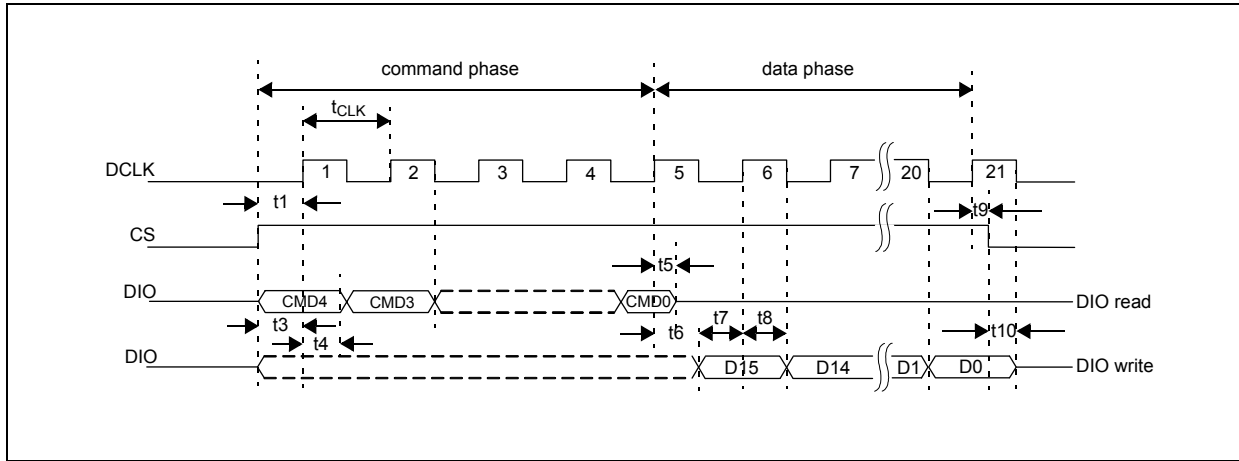 command phase data phase
tCLK
DCLK 1 2 3 4 5 6 7 20 21
t1 t9
CS
t5
DIO CMD4 CMD3 CMD0 DIO read
t3 t6 t7 t8 t10
t4
DIO D15 D14 D1 D0 DIO write